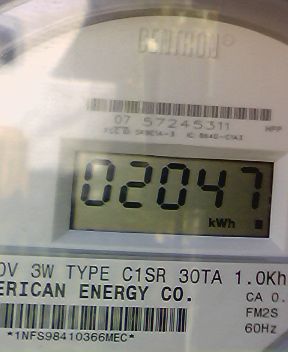 CENTRON®
07 57245311
02047
kWh
0V 3W TYPE C1SR 30TA 1.0Kh
ERICAN ENERGY CO.
CA 0.
FM2S
60Hz
*1NFS98410366MEC*